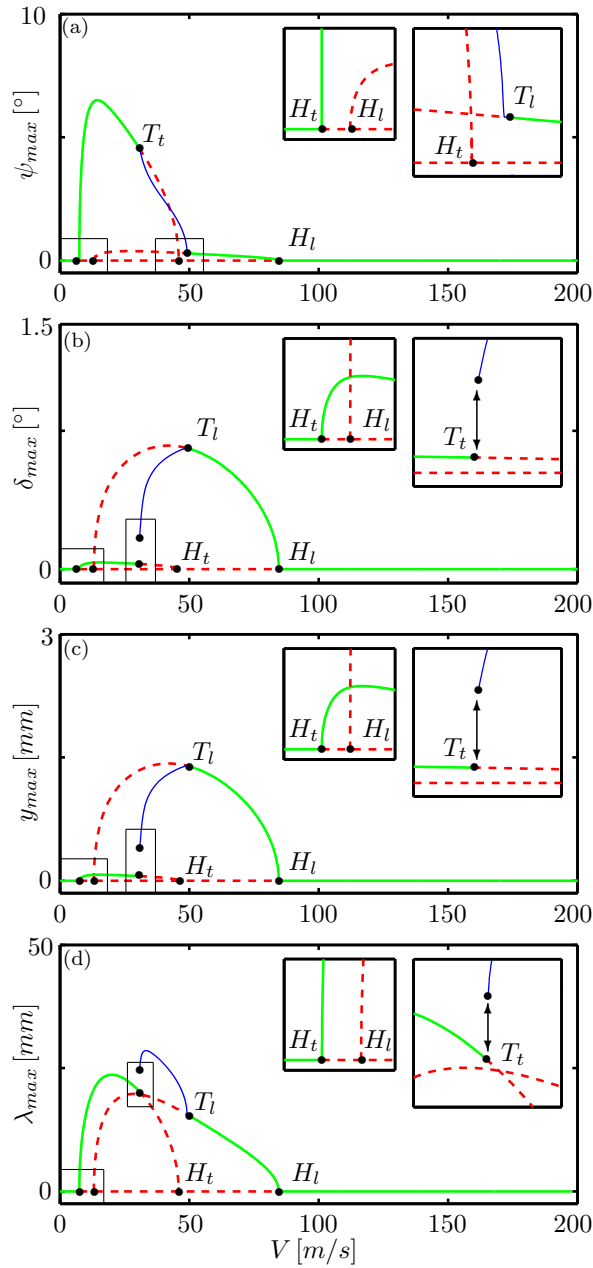 (a)
10
ψmax [°]
0
Tt
Hl
Ht
Hl
Tl
Ht
0
50
100
150
200
(b)
1.5
δmax [°]
0
Tl
Ht
Hl
Ht
Hl
Tt
0
50
100
150
200
(c)
3
ymax [mm]
0
Tl
Ht
Hl
Ht
Hl
Tt
0
50
100
150
200
(d)
50
λmax [mm]
0
Tl
Ht
Hl
Ht
Hl
Tt
0
50
100
150
200
V [m/s]